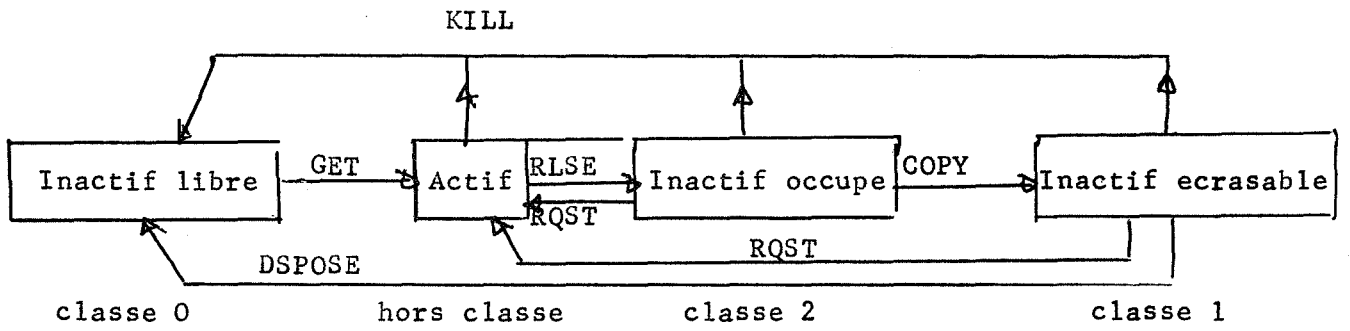 KILL
Inactif libre GET Actif RLSE Inactif occupe COPY Inactif ecrasable
RQST
RQST
DSPOSE
classe 0 hors classe classe 2 classe 1